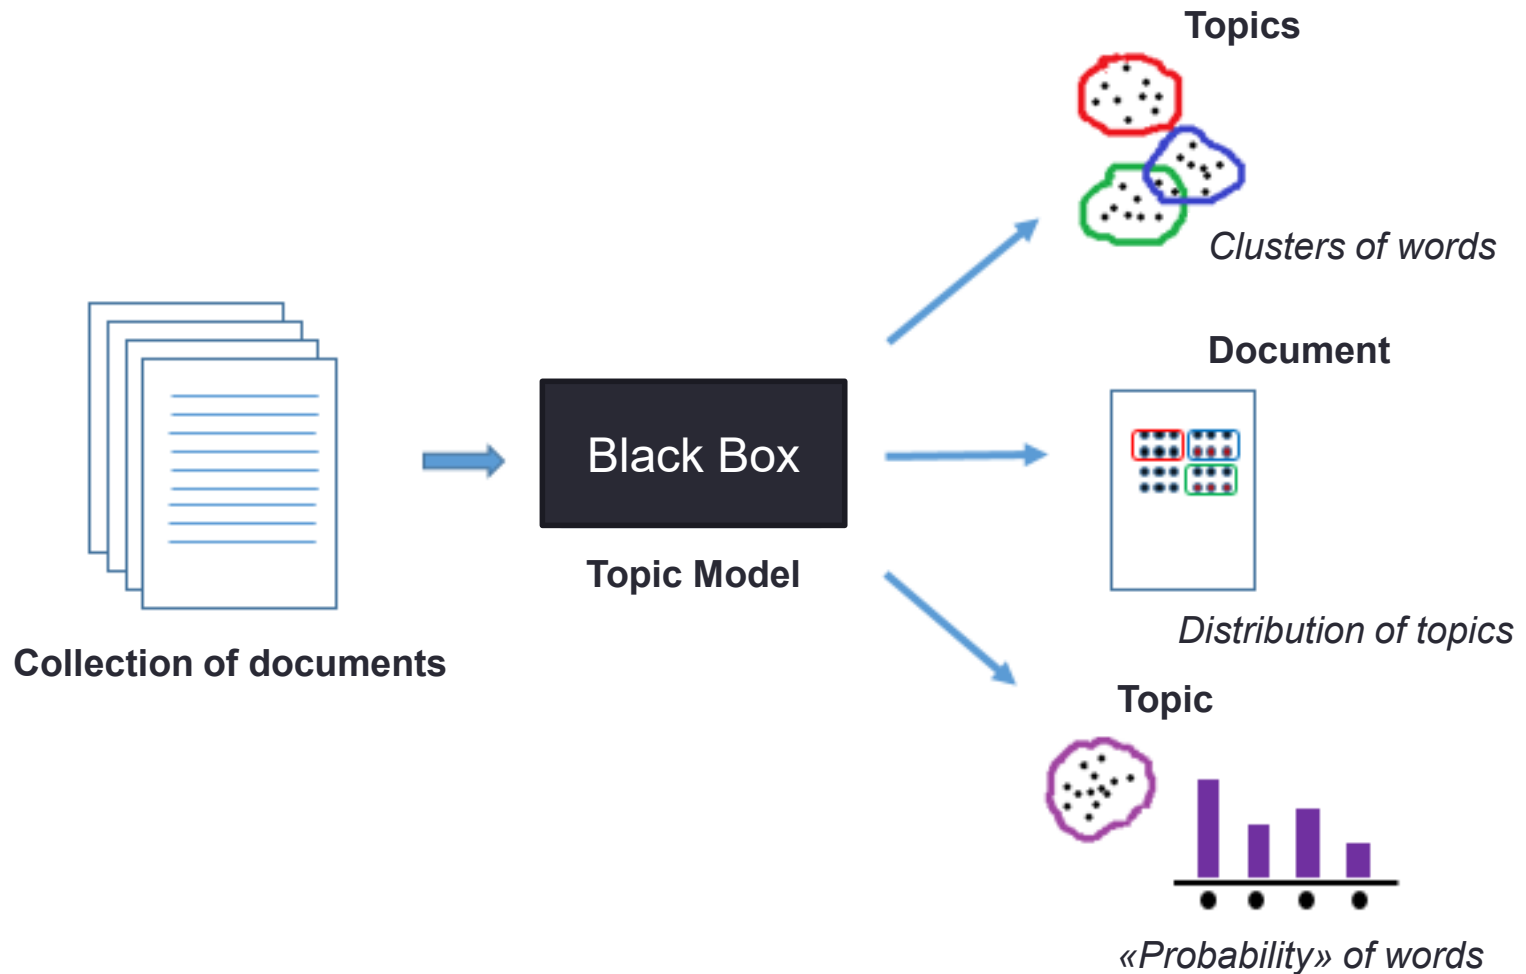 Topics
Clusters of words
Document
Black Box
Topic Model
Distribution of topics
Collection of documents
Topic
«Probability» of words